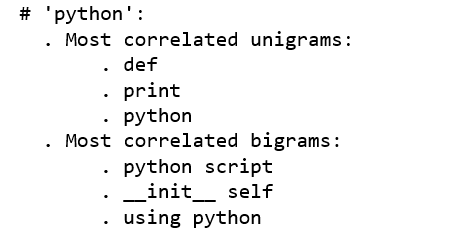 # 'python':
. Most correlated unigrams:
. def
. print
. python
. Most correlated bigrams:
. python script
. __init__ self
. using python